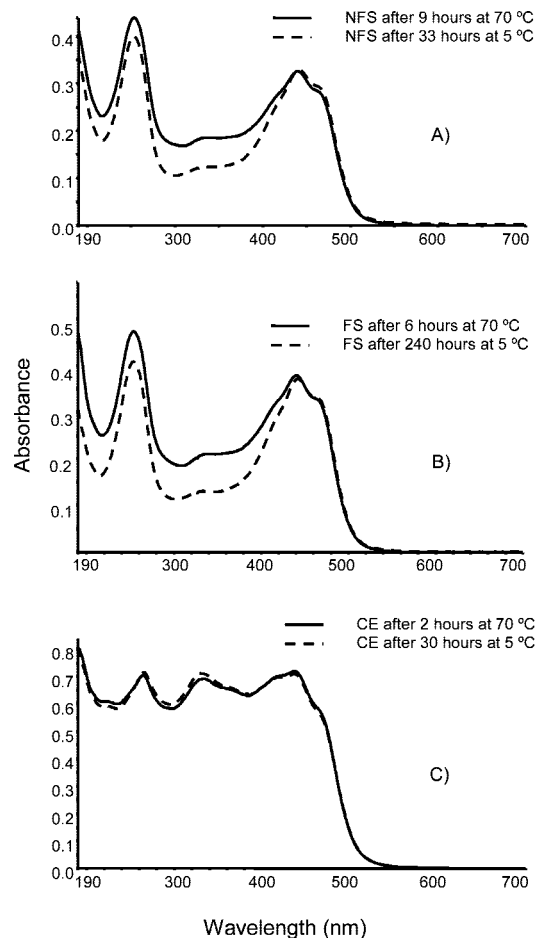 NFS after 9 hours at 70 ºC
NFS after 33 hours at 5 ºC
0.4
0.3
0.2
0.1
0.0
A)
190 300 400 500 600 700
FS after 6 hours at 70 ºC
FS after 240 hours at 5 ºC
0.5
0.4
0.3
0.2
0.1
B)
190 300 400 500 600 700
Absorbance
CE after 2 hours at 70 ºC
CE after 30 hours at 5 ºC
0.8
0.7
0.6
0.5
0.4
0.3
0.2
0.1
0.0
C)
190 300 400 500 600 700
Wavelength (nm)